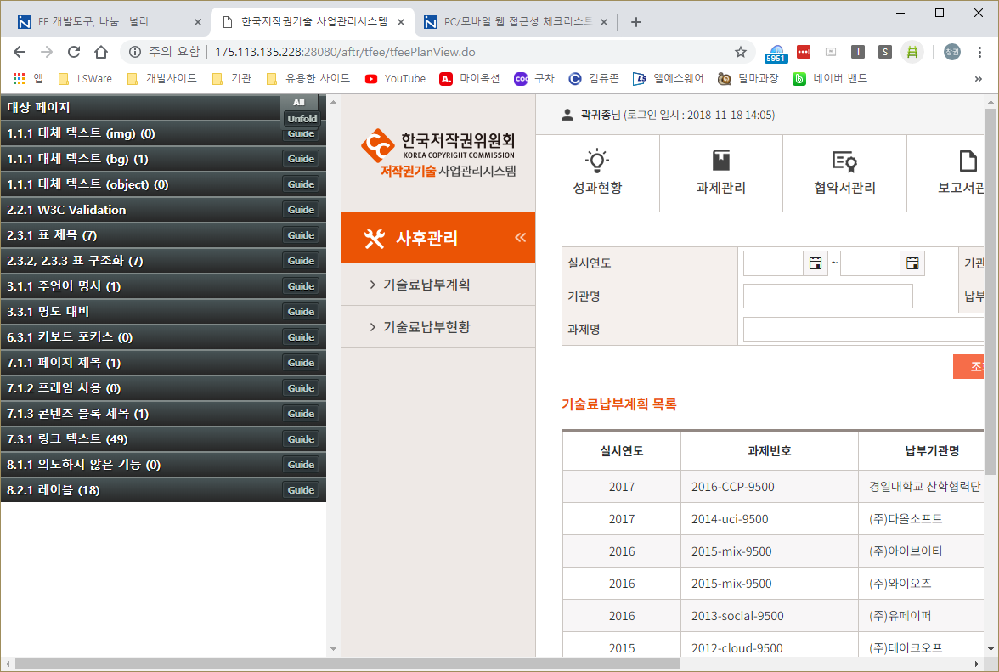 FE 개발도구, 나눔 : 널리
한국저작권기술 사업관리시스템
PC/모바일 웹 접근성 체크리스트
주의 요함
175.113.135.228:28080/aftr/tfee/tfeePlanView.do
5951
I
S
창권
앱
LSWare
개발사이트
기관
유용한 사이트
YouTube
마이옥션
쿠차
컴퓨존
엘에스웨어
달마과장
네이버 밴드
»
대상 페이지
All
Unfold
1.1.1 대체 텍스트 (img) (0) Guide
1.1.1 대체 텍스트 (bg) (1) Guide
1.1.1 대체 텍스트 (object) (0) Guide
2.2.1 W3C Validation Guide
2.3.1 표 제목 (7) Guide
2.3.2, 2.3.3 표 구조화 (7) Guide
3.1.1 주언어 명시 (1) Guide
3.3.1 명도 대비 Guide
6.3.1 키보드 포커스 (0) Guide
7.1.1 페이지 제목 (1) Guide
7.1.2 프레임 사용 (0) Guide
7.1.3 콘텐츠 블록 제목 (1) Guide
7.3.1 링크 텍스트 (49) Guide
8.1.1 의도하지 않은 기능 (0) Guide
8.2.1 레이블 (18) Guide
한국저작권위원회
KOREA COPYRIGHT COMMISSION
저작권기술 사업관리시스템
사후관리
기술료납부계획
기술료납부현황
곽귀종님 (로그인 일시 : 2018-11-18 14:05)
성과현황
과제관리
협약서관리
보고서관
실시연도
~
기관
기관명
납부
과제명
조
기술료납부계획 목록
실시연도 과제번호 납부기관명
2017 2016-CCP-9500 경일대학교 산학협력단
2017 2014-uci-9500 (주)다올소프트
2016 2015-mix-9500 (주)아이브이티
2016 2015-mix-9500 (주)와이오즈
2016 2013-social-9500 (주)유페이퍼
2015 2012-cloud-9500 (주)테이크오프